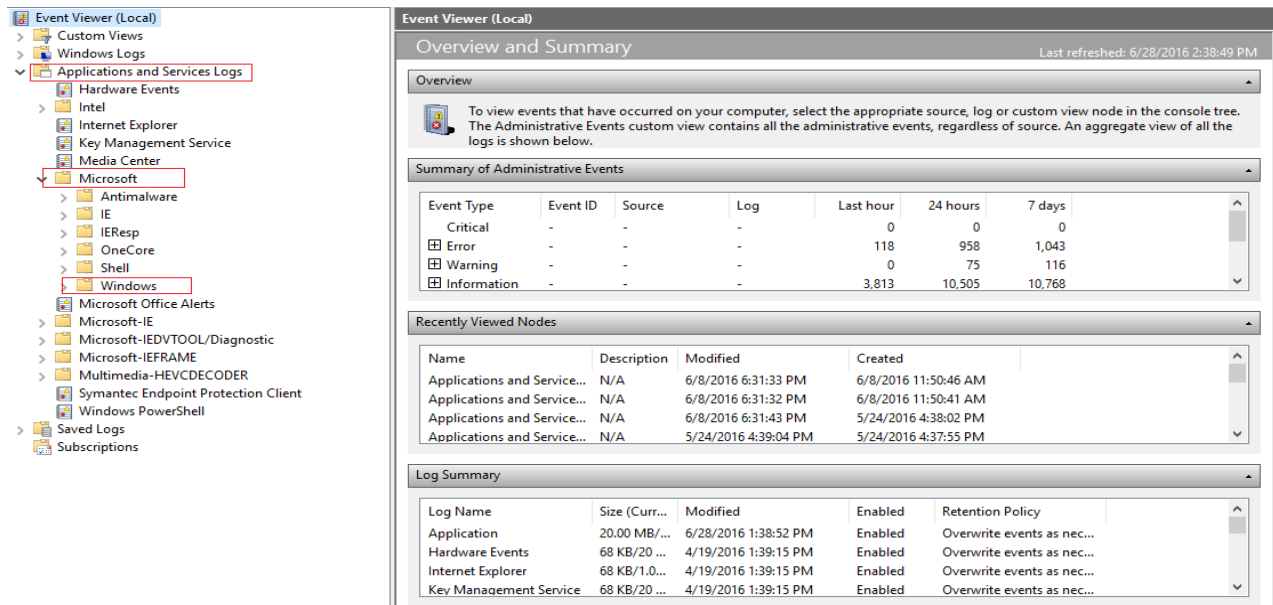 Event Viewer (Local)
Custom Views
Windows Logs
Applications and Services Logs
Hardware Events
Intel
Internet Explorer
Key Management Service
Media Center
Microsoft
Antimalware
IE
IEResp
OneCore
Shell
Windows
Microsoft Office Alerts
Microsoft-IE
Microsoft-IEDVTOOL/Diagnostic
Microsoft-IEFRAME
Multimedia-HEVCDECODER
Symantec Endpoint Protection Client
Windows PowerShell
Saved Logs
Subscriptions
Event Viewer (Local)
Overview and Summary Last refreshed: 6/28/2016 2:38:49 PM
Overview
To view events that have occurred on your computer, select the appropriate source, log or custom view node in the console tree.
The Administrative Events custom view contains all the administrative events, regardless of source. An aggregate view of all the
logs is shown below.
Summary of Administrative Events
Event Type Event ID Source Log Last hour 24 hours 7 days
Critical - - - 0 0 0
Error - - - 118 958 1,043
Warning - - - 0 75 116
Information - - - 3,813 10,505 10,768
Recently Viewed Nodes
Name Description Modified Created
Applications and Service... N/A 6/8/2016 6:31:33 PM 6/8/2016 11:50:46 AM
Applications and Service... N/A 6/8/2016 6:31:32 PM 6/8/2016 11:50:41 AM
Applications and Service... N/A 6/8/2016 6:31:43 PM 5/24/2016 4:38:02 PM
Applications and Service... N/A 5/24/2016 4:39:04 PM 5/24/2016 4:37:55 PM
Log Summary
Log Name Size (Curr... Modified Enabled Retention Policy
Application 20.00 MB/... 6/28/2016 1:38:52 PM Enabled Overwrite events as nec...
Hardware Events 68 KB/20 ... 4/19/2016 1:39:15 PM Enabled Overwrite events as nec...
Internet Explorer 68 KB/1.0... 4/19/2016 1:39:15 PM Enabled Overwrite events as nec...
Key Management Service 68 KB/20 ... 4/19/2016 1:39:15 PM Enabled Overwrite events as nec...